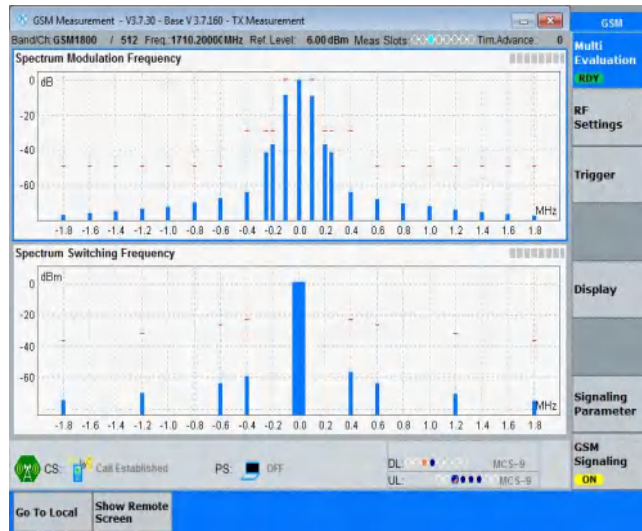 GSM Measurement - V3.7.30 - Base V 3.7.160 - TX Measurement
GSM
Band/Ch: GSM1800 / 512 Freq.: 1710.20000 MHz Ref. Level: 6.00 dBm Meas Slots: Tim.Advance: 0
Multi
Evaluation
RDY
Spectrum Modulation Frequency
dB
0
-20
-40
-60
MHz
-1.8 -1.6 -1.4 -1.2 -1.0 -0.8 -0.6 -0.4 -0.2 0.0 0.2 0.4 0.6 0.8 1.0 1.2 1.4 1.6 1.8
RF
Settings
Trigger
Spectrum Switching Frequency
dBm
0
-20
-40
-60
MHz
-1.8 -1.6 -1.4 -1.2 -1.0 -0.8 -0.6 -0.4 -0.2 0.0 0.2 0.4 0.6 0.8 1.0 1.2 1.4 1.6 1.8
Display
Signaling
Parameter
CS: Call Established PS: OFF
DL: MCS-9
UL: MCS-9
GSM
Signaling
ON
Go To Local
Show Remote
Screen